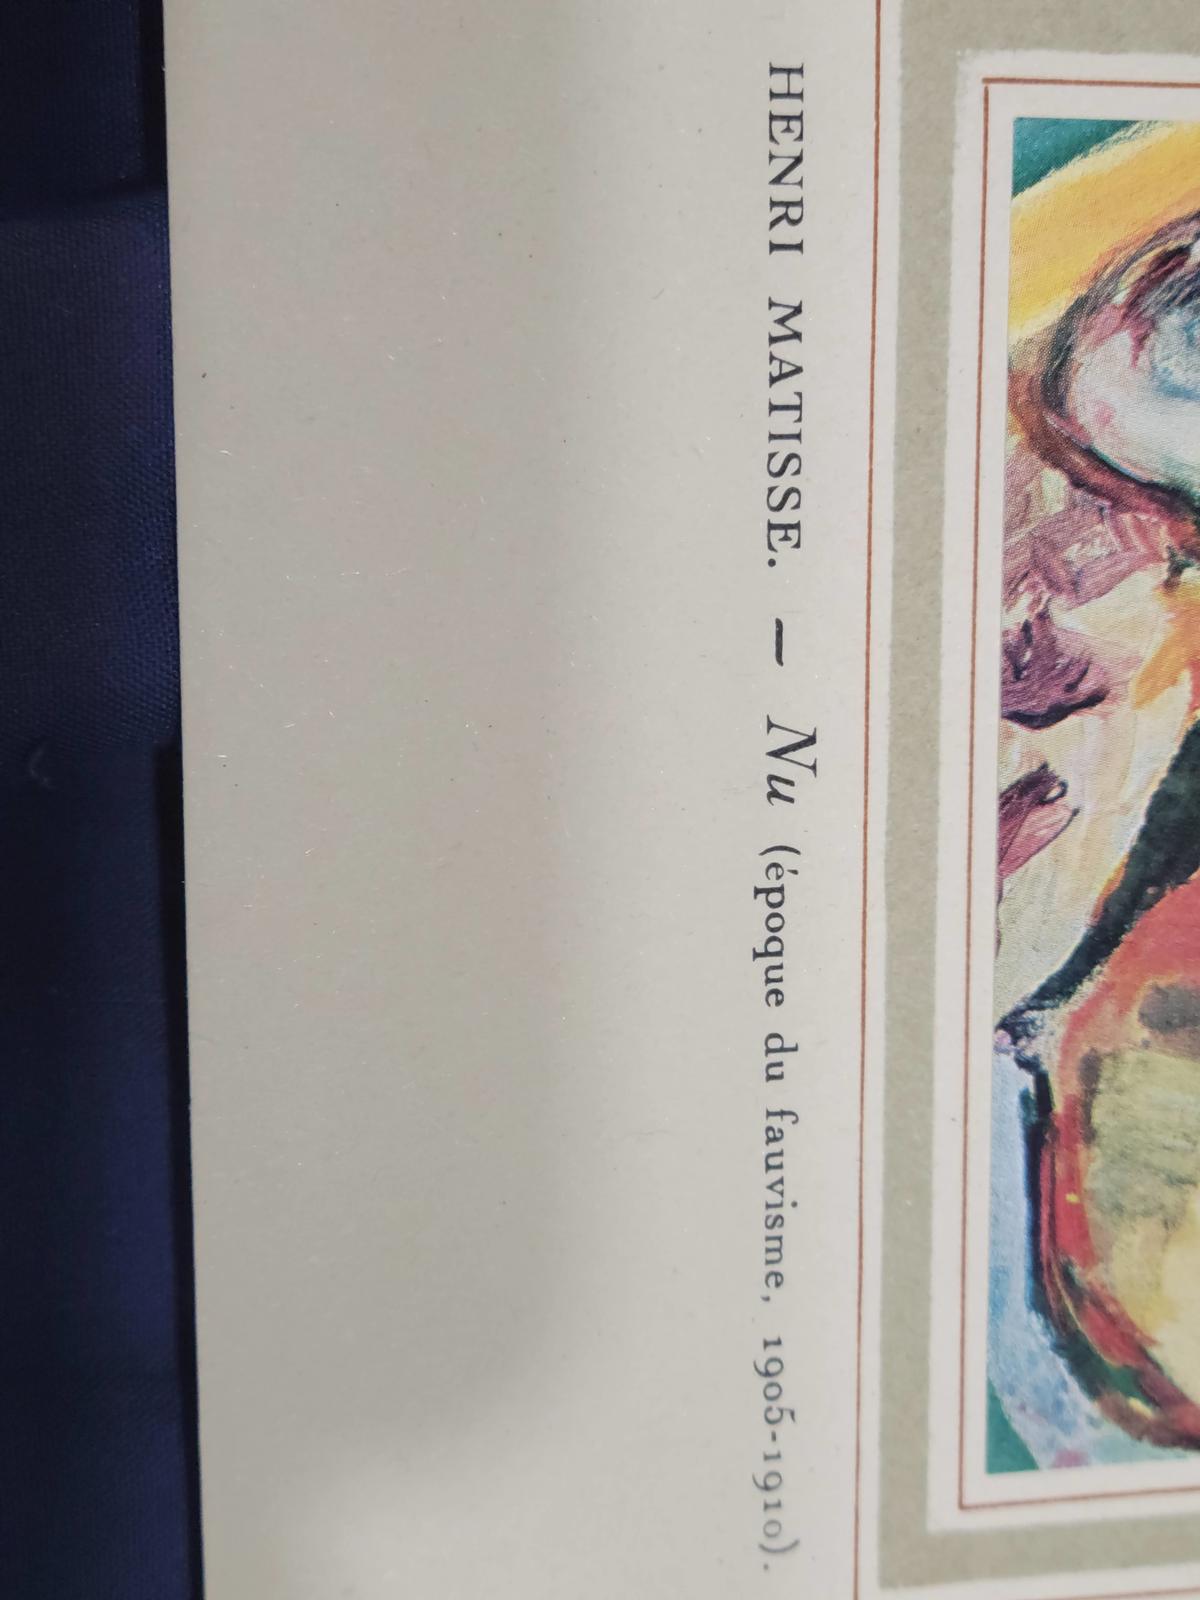 HENRI MATISSE. — Nu (époque du fauvisme, 1905-1910).